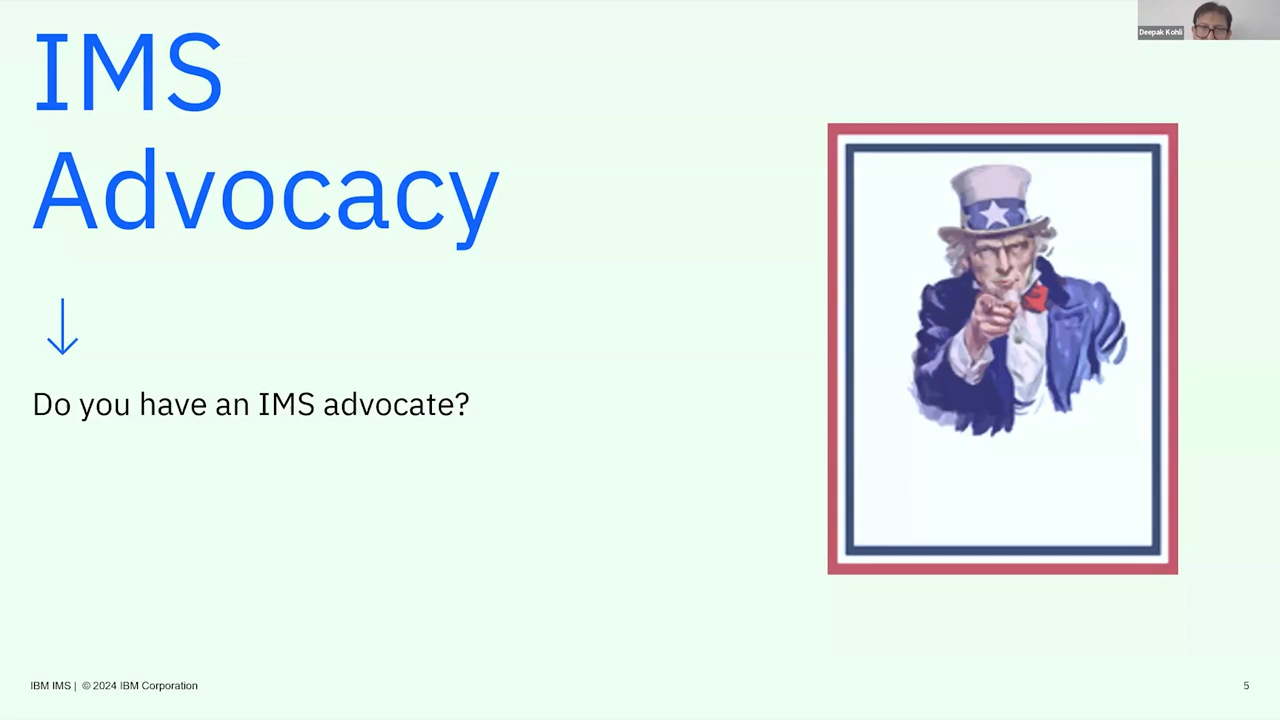 IMS
Advocacy
Deepak Kohli
Do you have an IMS advocate?
IBM IMS | © 2024 IBM Corporation
5